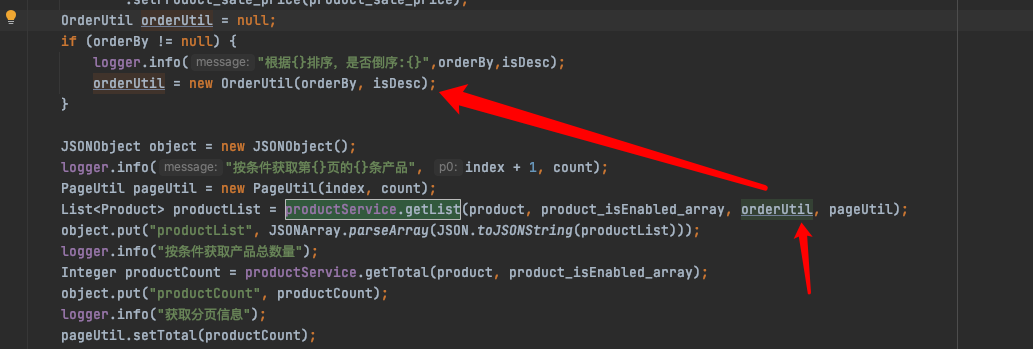 .setProduct_sale_price(product_sale_price);
OrderUtil orderUtil = null;
if (orderBy != null) {
logger.info( message: "根据{}排序，是否倒序:{}",orderBy,isDesc);
orderUtil = new OrderUtil(orderBy, isDesc);
}
JSONObject object = new JSONObject();
logger.info( message: "按条件获取第{}页的{}条产品", p0: index + 1, count);
PageUtil pageUtil = new PageUtil(index, count);
List<Product> productList = productService.getList(product, product_isEnabled_array, orderUtil, pageUtil);
object.put("productList", JSONArray.parseArray(JSON.toJSONString(productList)));
logger.info("按条件获取产品总数量");
Integer productCount = productService.getTotal(product, product_isEnabled_array);
object.put("productCount", productCount);
logger.info("获取分页信息");
pageUtil.setTotal(productCount);